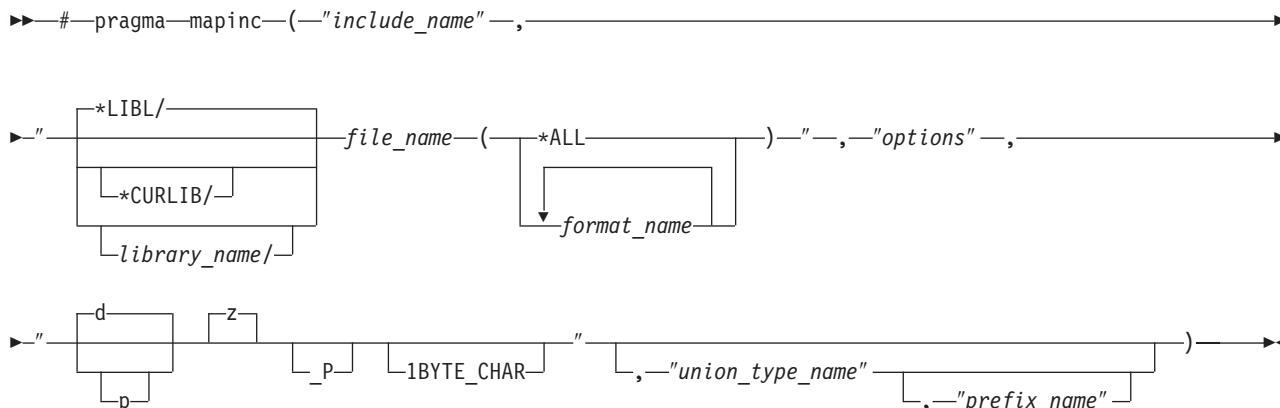 # pragma mapinc ( "include_name" ,
*LIBL/
" file_name ( *ALL ) " , "options" ,
*CURLIB/
format_name
library_name/
d z
" _P 1BYTE_CHAR " , "union_type_name" )
p , "prefix_name"